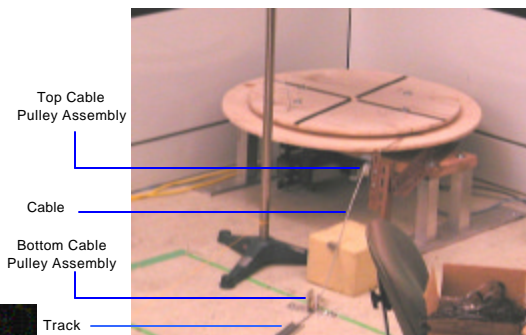 Top Cable
Pulley Assembly
Cable
Bottom Cable
Pulley Assembly
Track